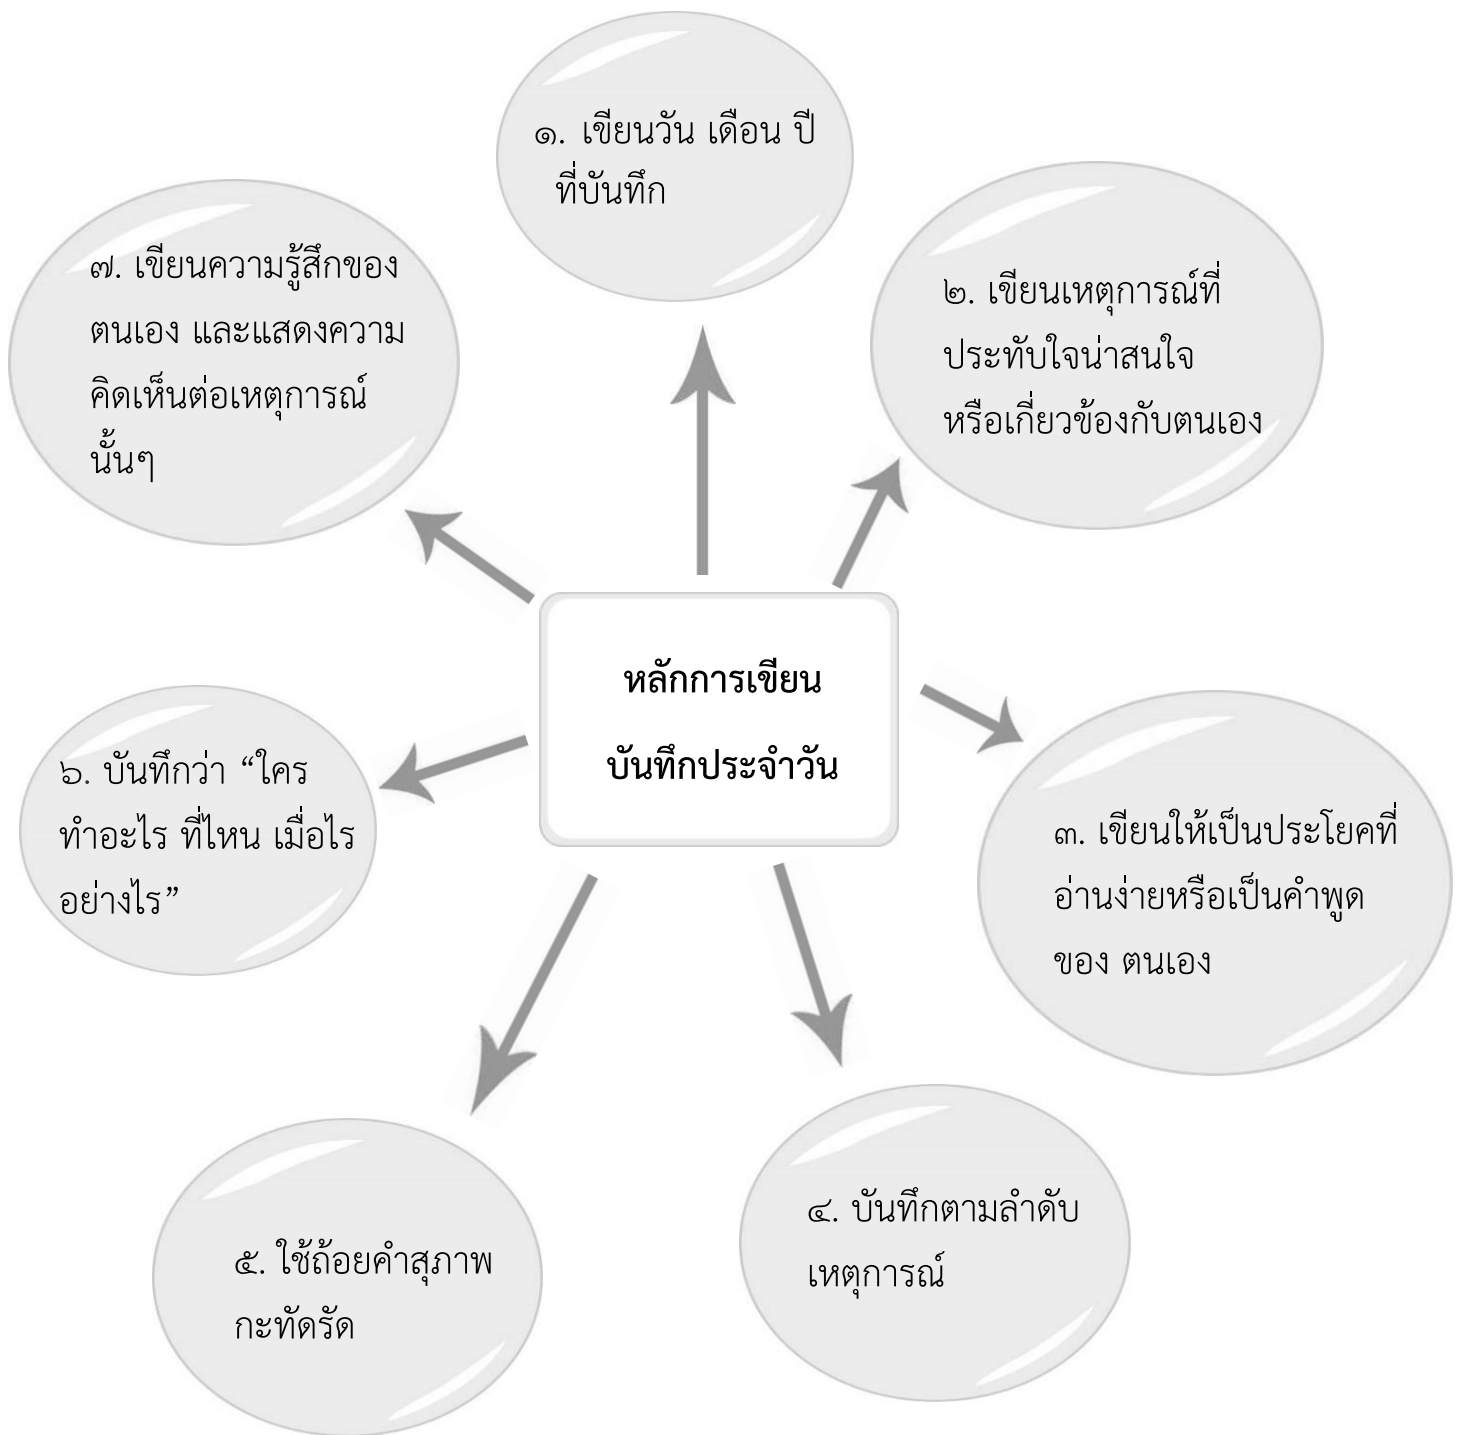 หลักการเขียน
บันทึกประจำวัน
๑. เขียนวัน เดือน ปี
ที่บันทึก
๒. เขียนเหตุการณ์ที่
ประทับใจน่าสนใจ
หรือเกี่ยวข้องกับตนเอง
๓. เขียนให้เป็นประโยคที่
อ่านง่ายหรือเป็นคำพูด
ของ ตนเอง
๔. บันทึกตามลำดับ
เหตุการณ์
๕. ใช้ถ้อยคำสุภาพ
กะทัดรัด
๖. บันทึกว่า “ใคร
ทำอะไร ที่ไหน เมื่อไร
อย่างไร”
๗. เขียนความรู้สึกของ
ตนเอง และแสดงความ
คิดเห็นต่อเหตุการณ์
นั้นๆ